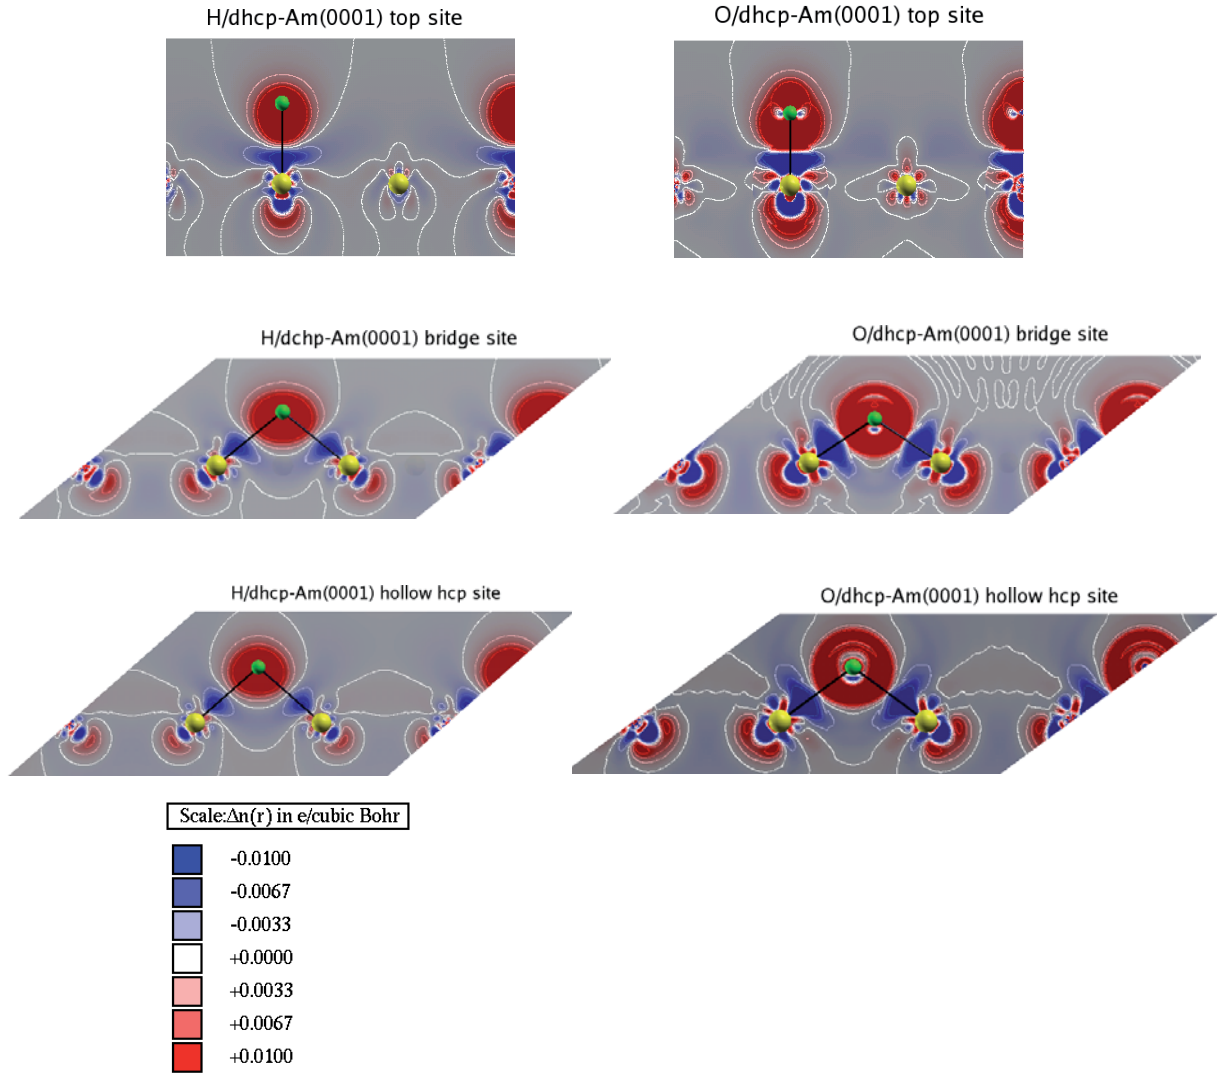 H/dhcp-Am(0001) top site
O/dhcp-Am(0001) top site
H/dchp-Am(0001) bridge site
O/dhcp-Am(0001) bridge site
H/dhcp-Am(0001) hollow hcp site
O/dhcp-Am(0001) hollow hcp site
Scale:Δn(r) in e/cubic Bohr
-0.0100
-0.0067
-0.0033
+0.0000
+0.0033
+0.0067
+0.0100